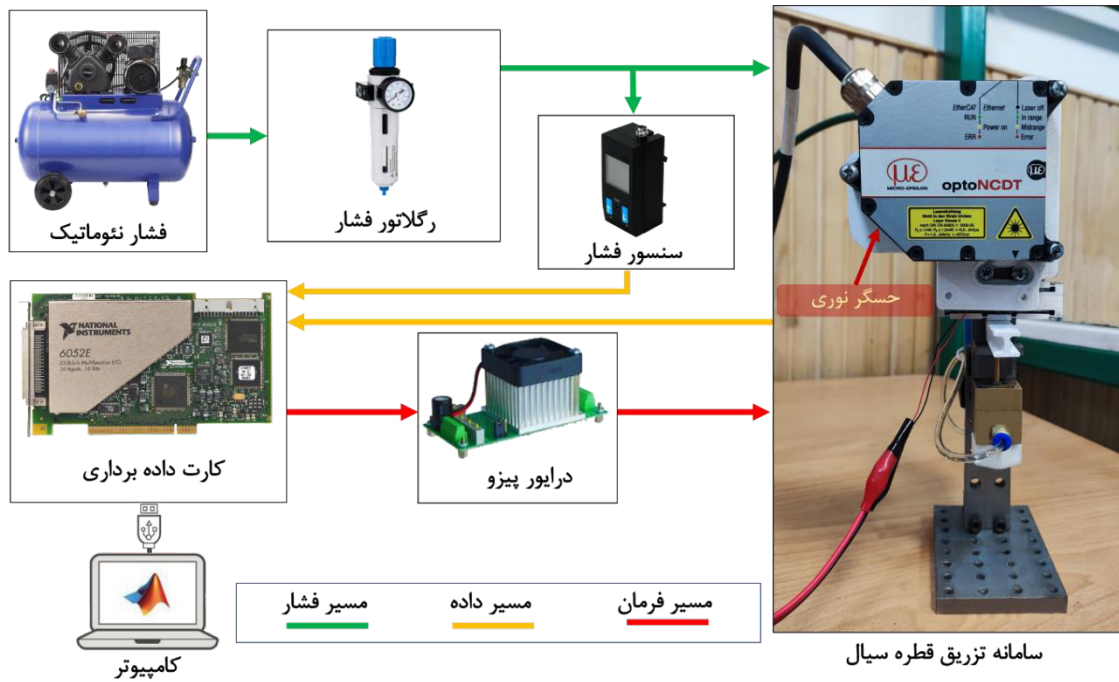 فشار نئوماتیک
رگلاتور فشار
سنسور فشار
EtherCAT
Ethernet
Laser off
RUN
In range
Power on
Midrange
ERR
Error
με
MICRO-EPSILON
optoNCDT
με
حسگر نوری
NATIONAL
INSTRUMENTS
6052E
کارت داده برداری
درایور پیزو
کامپیوتر
مسیر فشار
مسیر داده
مسیر فرمان
سامانه تزریق قطره سیال